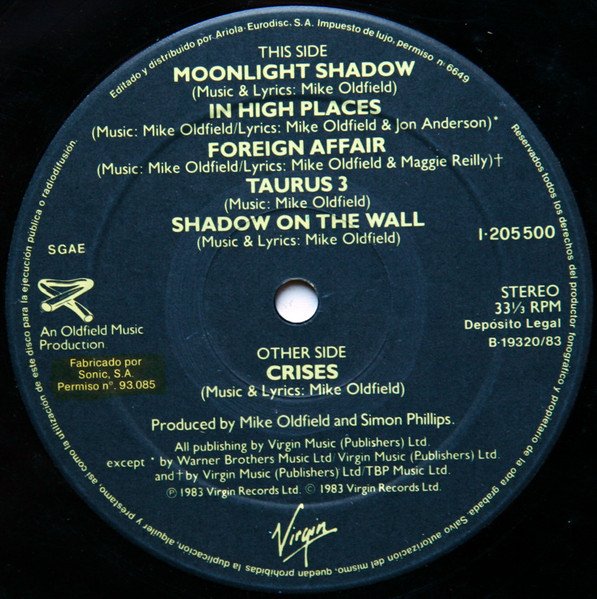 Editado y distribuido por Ariola-Eurodisc, S.A. Impuesto de lujo, permiso n.º 6649
THIS SIDE
MOONLIGHT SHADOW
(Music & Lyrics: Mike Oldfield)
IN HIGH PLACES
(Music: Mike Oldfield/Lyrics: Mike Oldfield & Jon Anderson)*
FOREIGN AFFAIR
(Music: Mike Oldfield/Lyrics: Mike Oldfield & Maggie Reilly)†
TAURUS 3
(Music: Mike Oldfield)
SHADOW ON THE WALL
(Music & Lyrics: Mike Oldfield)
SGAE
I-205500
An Oldfield Music
Production.
STEREO
33⅓ RPM
Depósito Legal
B-19320/83
Fabricado por
Sonic, S.A.
Permiso nº. 93.085
OTHER SIDE
CRISES
(Music & Lyrics: Mike Oldfield)
Produced by Mike Oldfield and Simon Phillips.
All publishing by Virgin Music (Publishers) Ltd.
except * by Warner Brothers Music Ltd/Virgin Music (Publishers) Ltd.
and † by Virgin Music (Publishers) Ltd/TBP Music Ltd.
℗ 1983 Virgin Records Ltd. © 1983 Virgin Records Ltd.
Virgin
Reservados todos los derechos del productor fonográfico y propietario de la obra grabada. Salvo autorización del mismo, quedan prohibidas la duplicación, alquiler y préstamo, así como la utilización de este disco para la ejecución pública o radiodifusión.